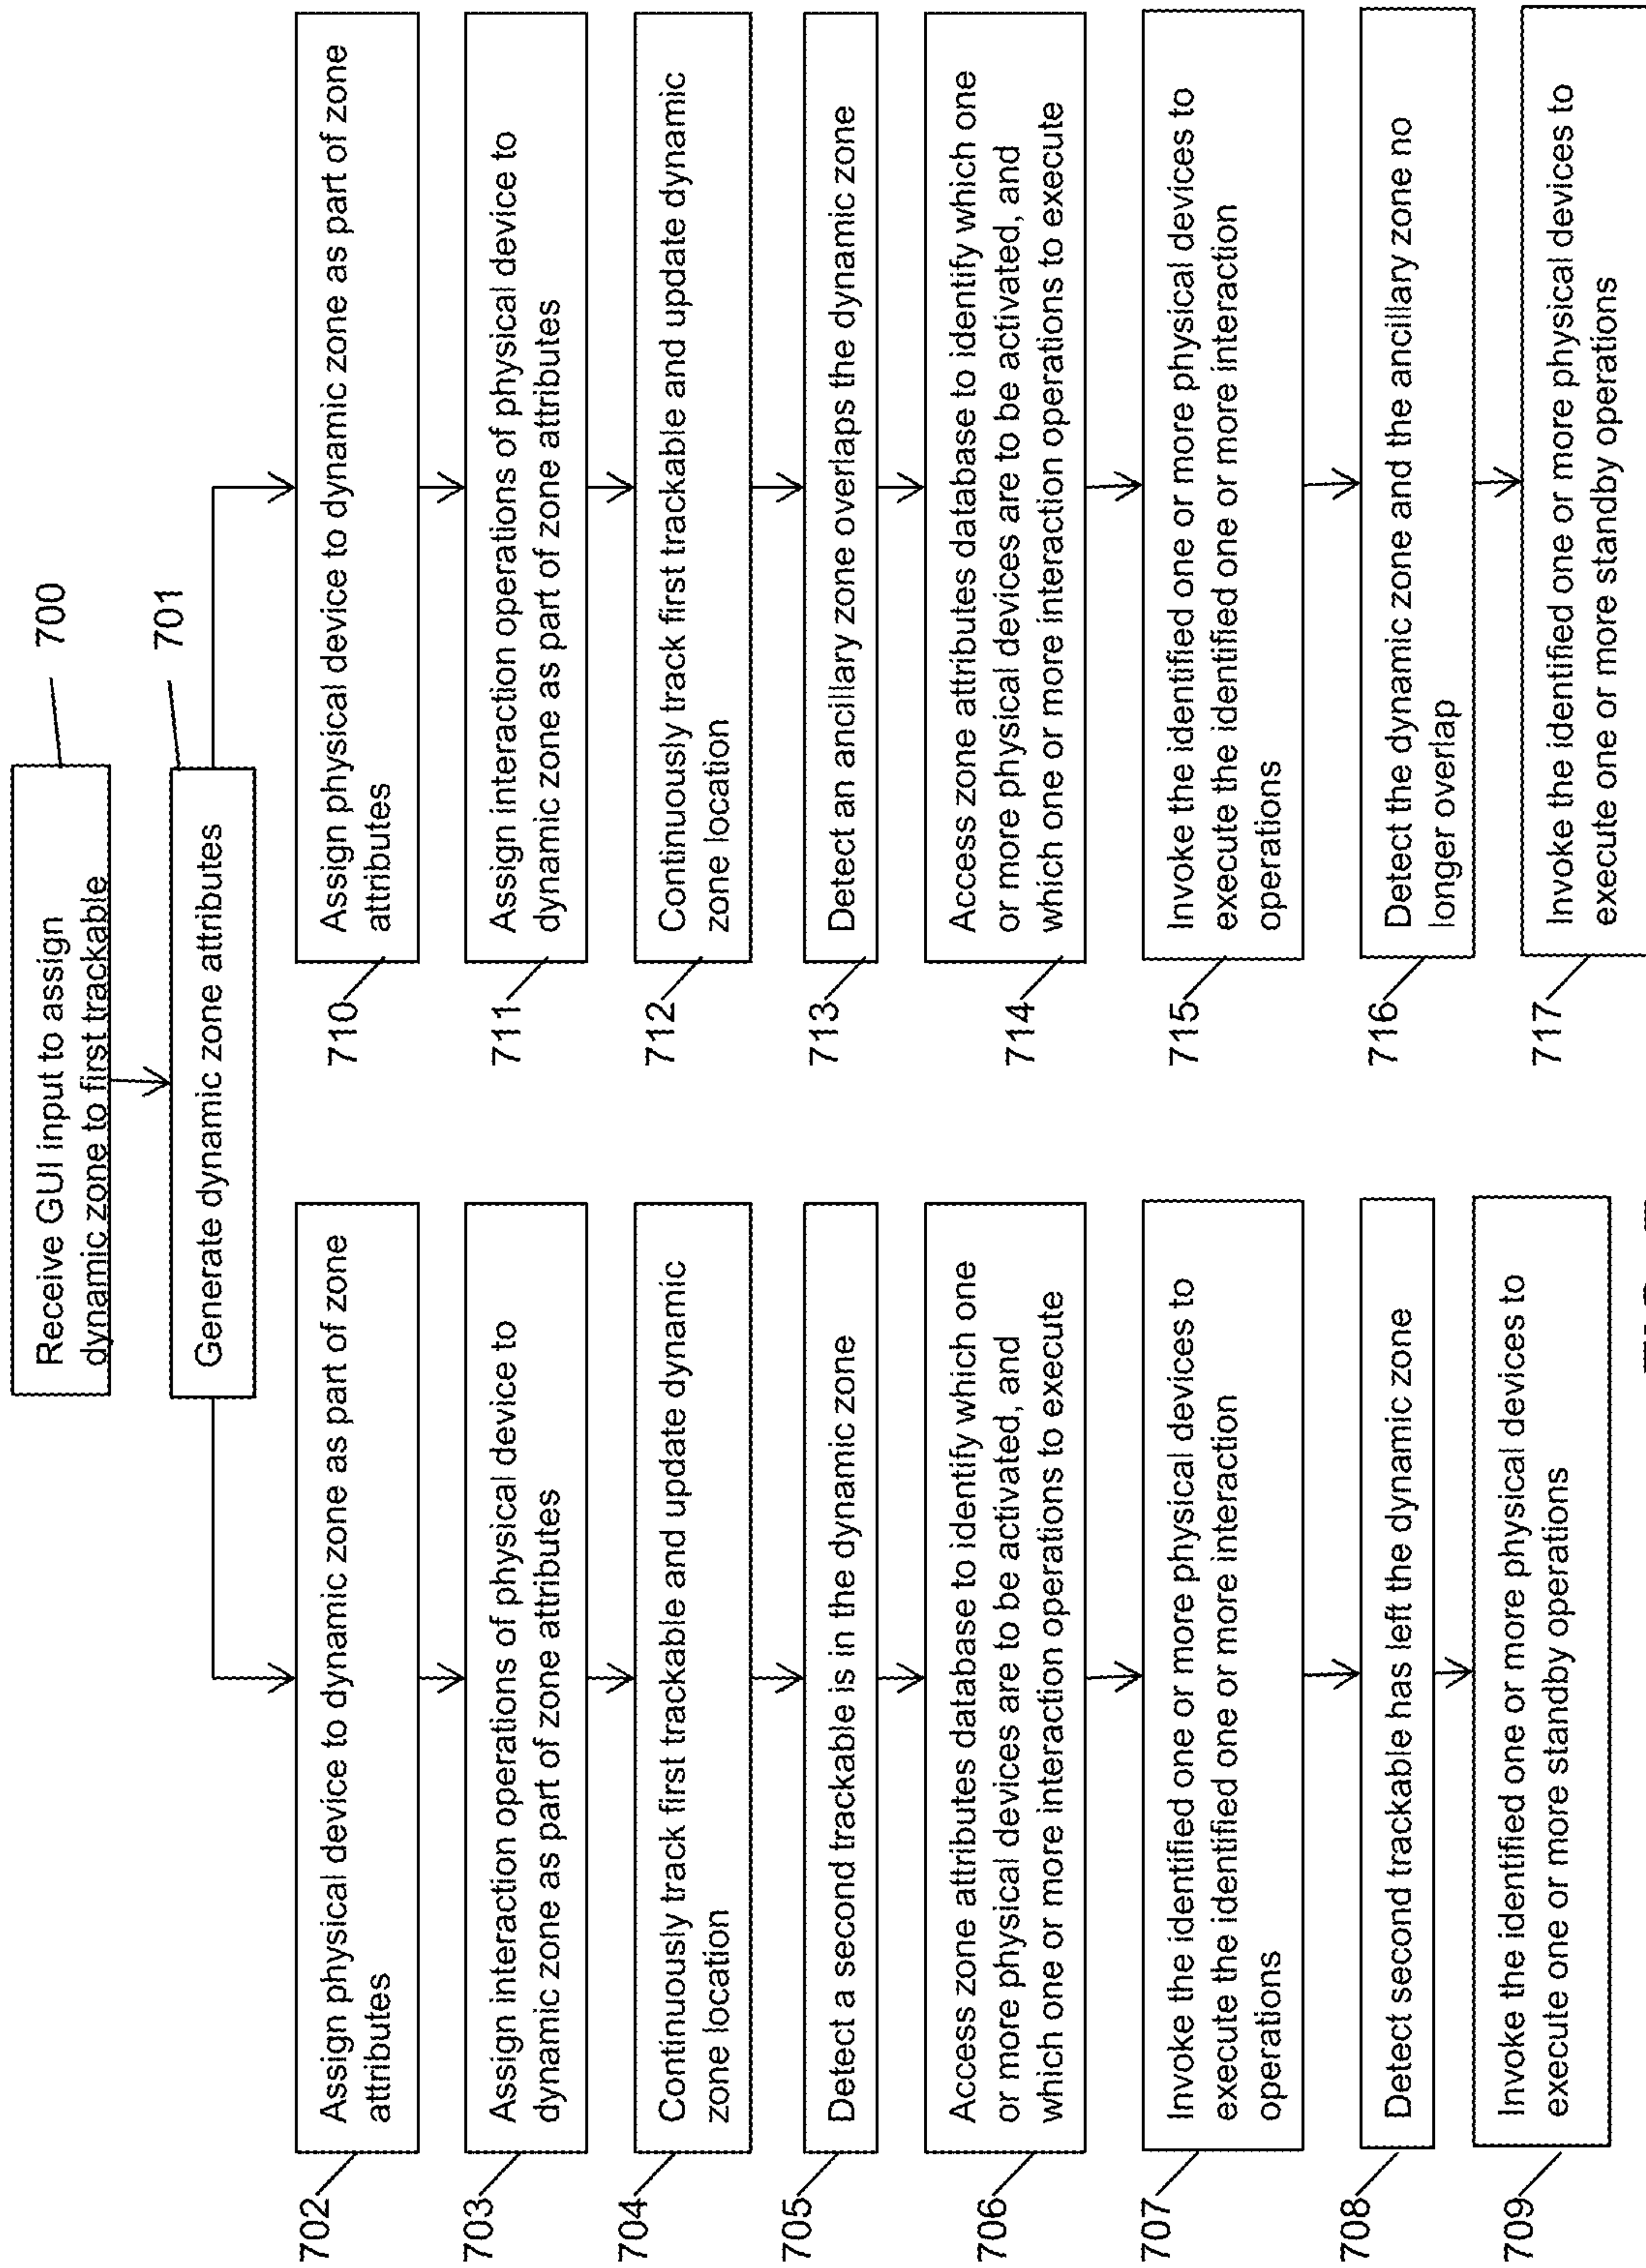 Receive GUI input to assign
dynamic zone to first trackable
700
Generate dynamic zone attributes
701
702
Assign physical device to dynamic zone as part of zone
attributes
703
Assign interaction operations of physical device to
dynamic zone as part of zone attributes
704
Continuously track first trackable and update dynamic
zone location
705
Detect a second trackable is in the dynamic zone
706
Access zone attributes database to identify which one
or more physical devices are to be activated, and
which one or more interaction operations to execute
707
Invoke the identified one or more physical devices to
execute the identified one or more interaction
operations
708
Detect second trackable has left the dynamic zone
709
Invoke the identified one or more physical devices to
execute one or more standby operations
710
Assign physical device to dynamic zone as part of zone
attributes
711
Assign interaction operations of physical device to
dynamic zone as part of zone attributes
712
Continuously track first trackable and update dynamic
zone location
713
Detect an ancillary zone overlaps the dynamic zone
714
Access zone attributes database to identify which one
or more physical devices are to be activated, and
which one or more interaction operations to execute
715
Invoke the identified one or more physical devices to
execute the identified one or more interaction
operations
716
Detect the dynamic zone and the ancillary zone no
longer overlap
717
Invoke the identified one or more physical devices to
execute one or more standby operations